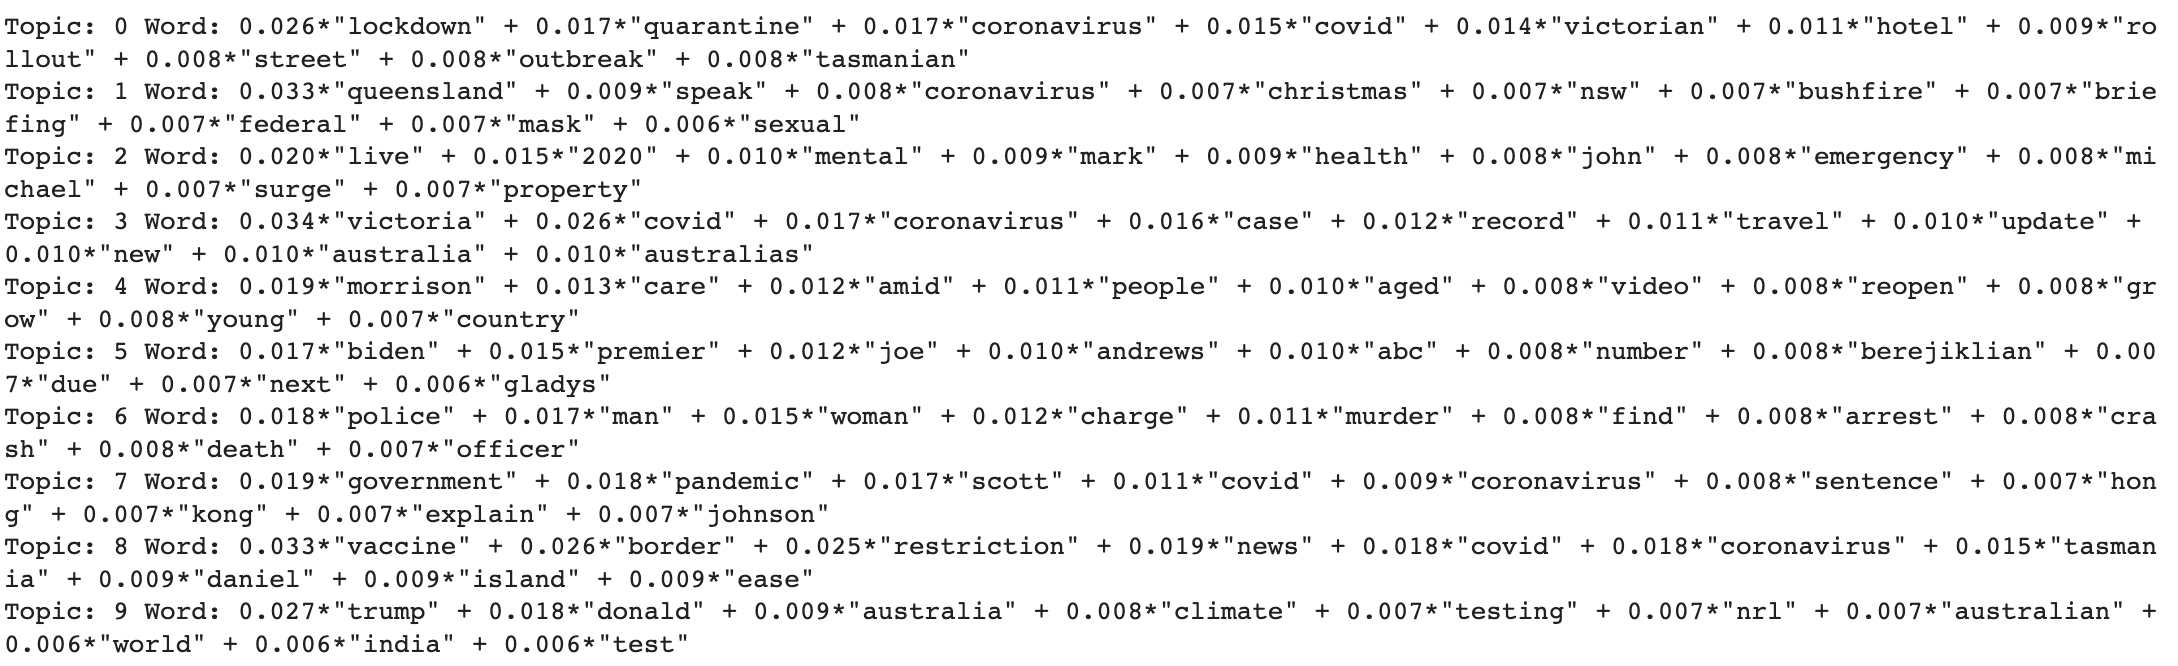 Topic: 0 Word: 0.026*"lockdown" + 0.017*"quarantine" + 0.017*"coronavirus" + 0.015*"covid" + 0.014*"victorian" + 0.011*"hotel" + 0.009*"ro
llout" + 0.008*"street" + 0.008*"outbreak" + 0.008*"tasmanian"
Topic: 1 Word: 0.033*"queensland" + 0.009*"speak" + 0.008*"coronavirus" + 0.007*"christmas" + 0.007*"nsw" + 0.007*"bushfire" + 0.007*"brie
fing" + 0.007*"federal" + 0.007*"mask" + 0.006*"sexual"
Topic: 2 Word: 0.020*"live" + 0.015*"2020" + 0.010*"mental" + 0.009*"mark" + 0.009*"health" + 0.008*"john" + 0.008*"emergency" + 0.008*"mi
chael" + 0.007*"surge" + 0.007*"property"
Topic: 3 Word: 0.034*"victoria" + 0.026*"covid" + 0.017*"coronavirus" + 0.016*"case" + 0.012*"record" + 0.011*"travel" + 0.010*"update" +
0.010*"new" + 0.010*"australia" + 0.010*"australias"
Topic: 4 Word: 0.019*"morrison" + 0.013*"care" + 0.012*"amid" + 0.011*"people" + 0.010*"aged" + 0.008*"video" + 0.008*"reopen" + 0.008*"gr
ow" + 0.008*"young" + 0.007*"country"
Topic: 5 Word: 0.017*"biden" + 0.015*"premier" + 0.012*"joe" + 0.010*"andrews" + 0.010*"abc" + 0.008*"number" + 0.008*"berejiklian" + 0.00
7*"due" + 0.007*"next" + 0.006*"gladys"
Topic: 6 Word: 0.018*"police" + 0.017*"man" + 0.015*"woman" + 0.012*"charge" + 0.011*"murder" + 0.008*"find" + 0.008*"arrest" + 0.008*"cra
sh" + 0.008*"death" + 0.007*"officer"
Topic: 7 Word: 0.019*"government" + 0.018*"pandemic" + 0.017*"scott" + 0.011*"covid" + 0.009*"coronavirus" + 0.008*"sentence" + 0.007*"hon
g" + 0.007*"kong" + 0.007*"explain" + 0.007*"johnson"
Topic: 8 Word: 0.033*"vaccine" + 0.026*"border" + 0.025*"restriction" + 0.019*"news" + 0.018*"covid" + 0.018*"coronavirus" + 0.015*"tasman
ia" + 0.009*"daniel" + 0.009*"island" + 0.009*"ease"
Topic: 9 Word: 0.027*"trump" + 0.018*"donald" + 0.009*"australia" + 0.008*"climate" + 0.007*"testing" + 0.007*"nrl" + 0.007*"australian" +
0.006*"world" + 0.006*"india" + 0.006*"test"